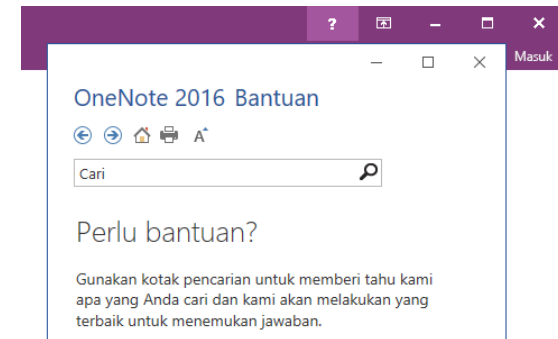 ?
Masuk
OneNote 2016 Bantuan
A
Cari
Perlu bantuan?
Gunakan kotak pencarian untuk memberi tahu kami
apa yang Anda cari dan kami akan melakukan yang
terbaik untuk menemukan jawaban.